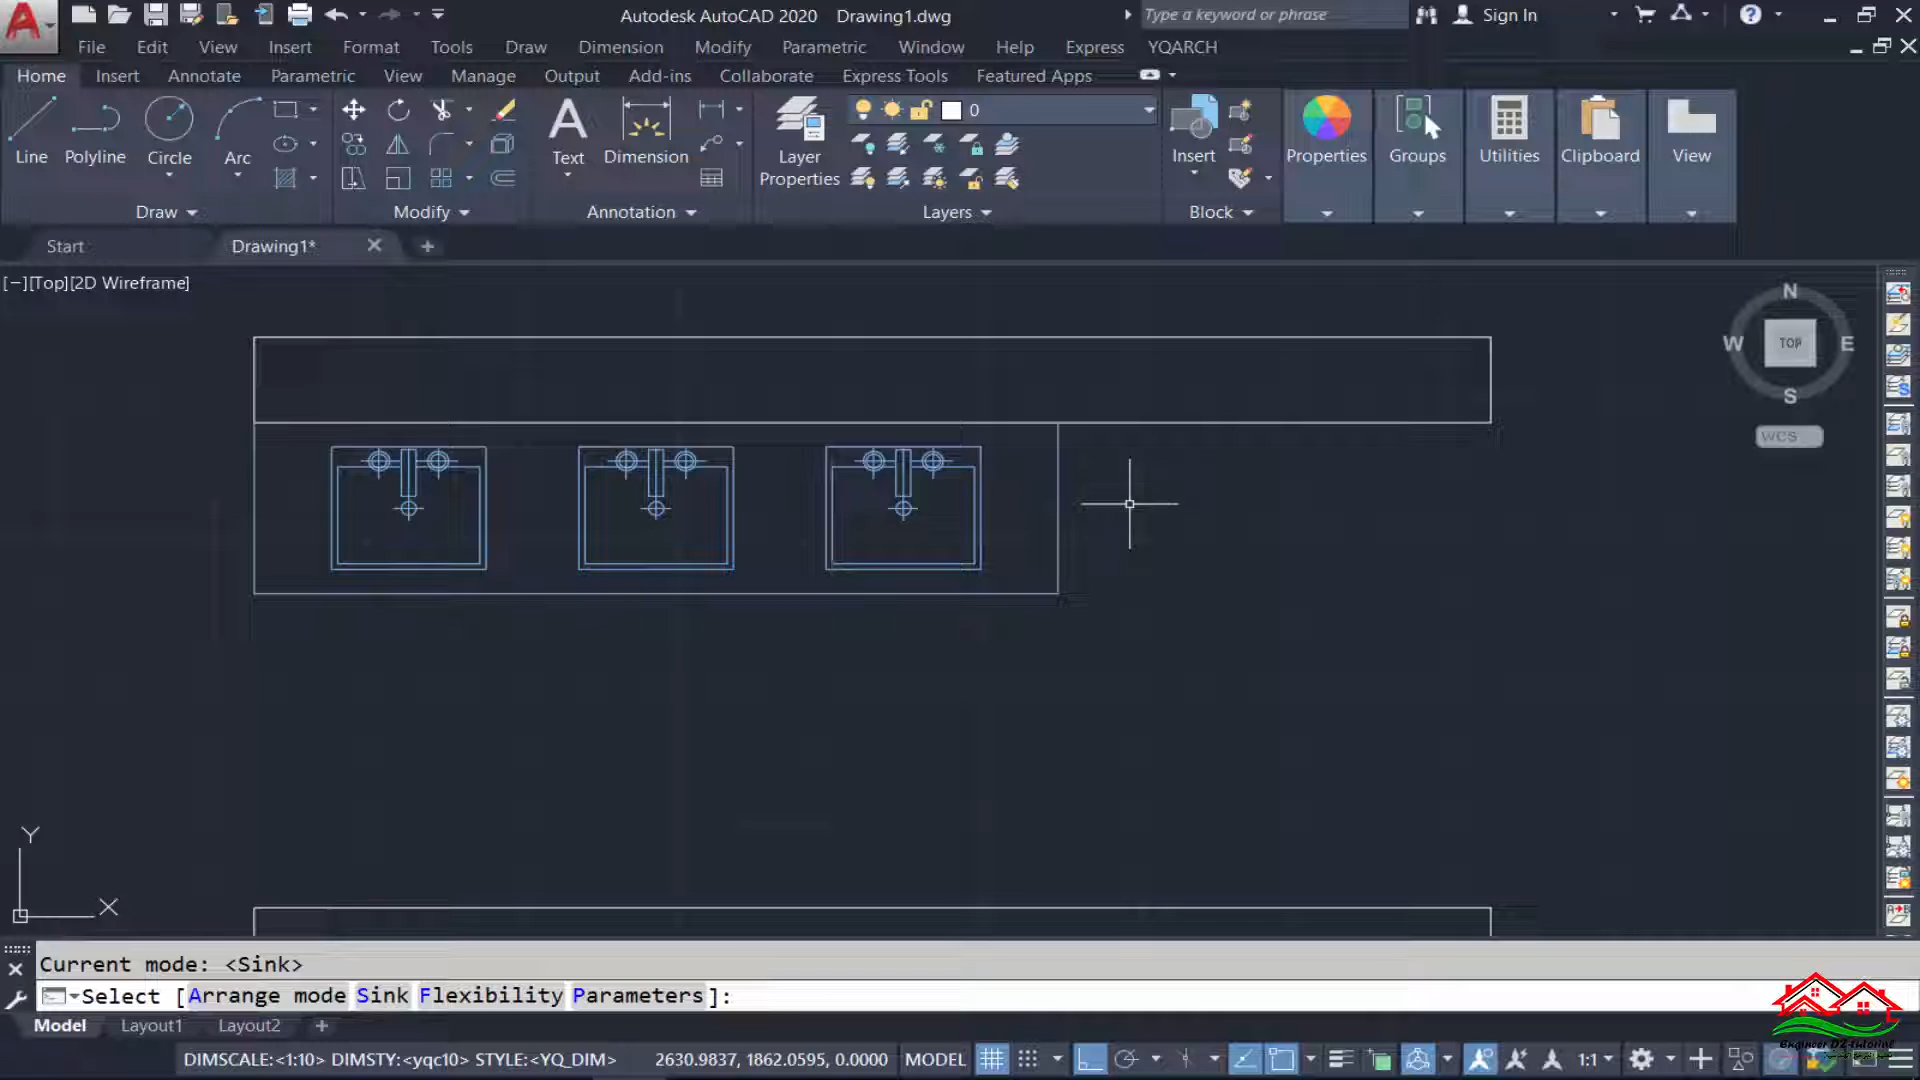 Autodesk AutoCAD 2020 Drawing1.dwg
Type a keyword or phrase
Sign In
File Edit View Insert Format Tools Draw Dimension Modify Parametric Window Help Express YQARCH
Home Insert Annotate Parametric View Manage Output Add-ins Collaborate Express Tools Featured Apps
0
Line Polyline Circle Arc
Text Dimension
Layer Properties
Insert
Properties Groups Utilities Clipboard View
Draw Modify Annotation Layers Block
Start Drawing1*
[−][Top][2D Wireframe]
N
W TOP E
S
WCS
Y
X
Current mode: <Sink>
Select [Arrange mode Sink Flexibility Parameters]:
Model Layout1 Layout2
Engineer DZ-tutorial
DIMSCALE:<1:10> DIMSTY:<yqc10> STYLE:<YQ_DIM> 2630.9837, 1862.0595, 0.0000 MODEL 1:1